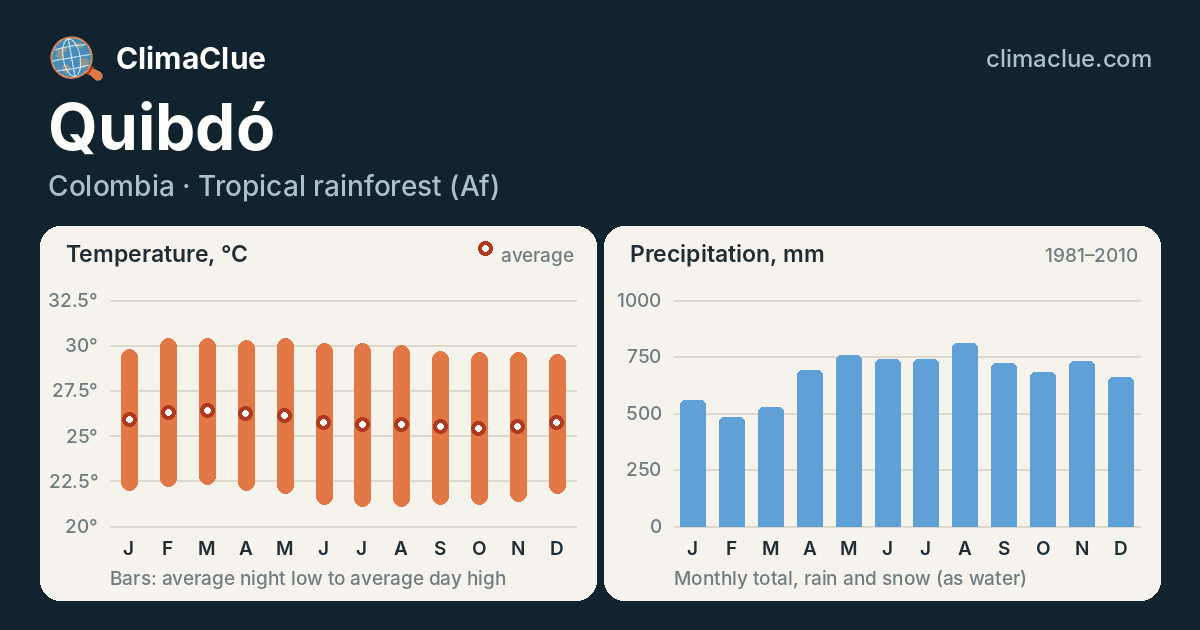 ClimaClue
climaclue.com
Quibdó
Colombia · Tropical rainforest (Af)
Temperature, °C
average
32.5°
30°
27.5°
25°
22.5°
20°
J F M A M J J A S O N D
Bars: average night low to average day high
Precipitation, mm
1981–2010
1000
750
500
250
0
J F M A M J J A S O N D
Monthly total, rain and snow (as water)